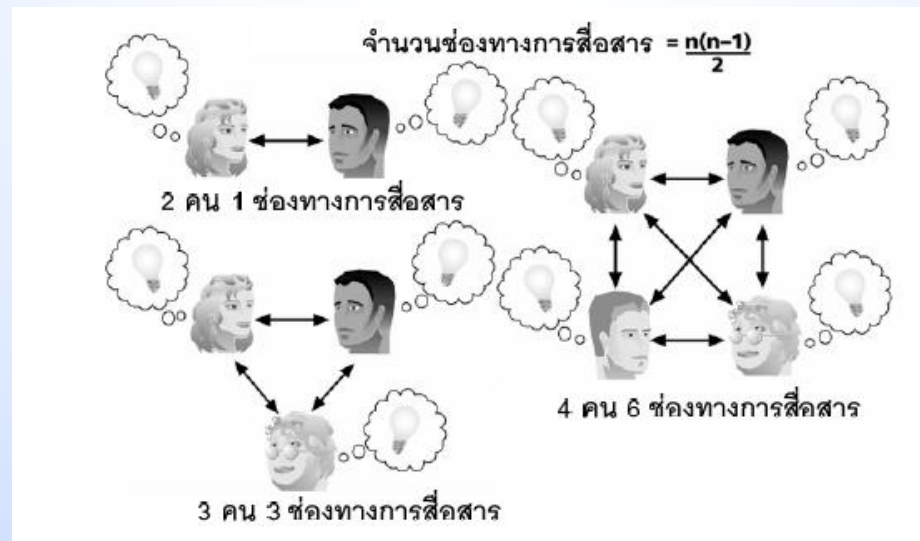 จำนวนช่องทางการสื่อสาร = n(n-1)
2
2 คน 1 ช่องทางการสื่อสาร
4 คน 6 ช่องทางการสื่อสาร
3 คน 3 ช่องทางการสื่อสาร